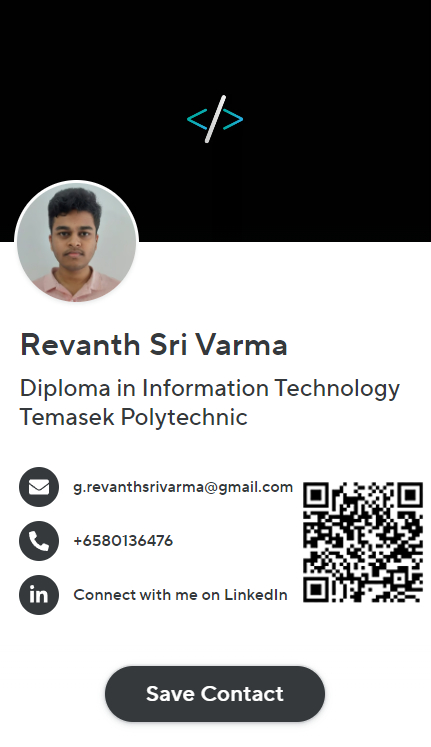 </>
Revanth Sri Varma
Diploma in Information Technology
Temasek Polytechnic
g.revanthsrivarma@gmail.com
+6580136476
in Connect with me on LinkedIn
Save Contact